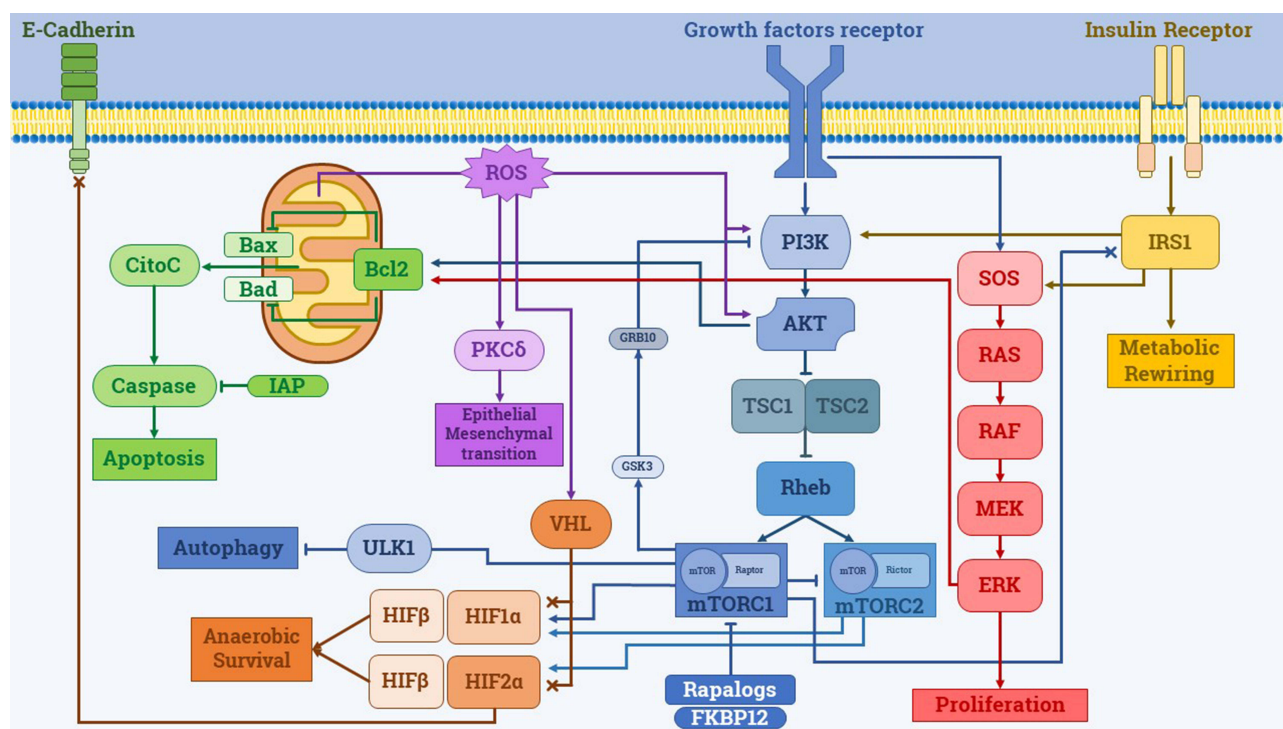 E-Cadherin
Growth factors receptor
Insulin Receptor
ROS
Bax
Bcl2
Bad
CitoC
PI3K
IRS1
SOS
AKT
GRB10
PKCδ
RAS
Metabolic
Rewiring
Caspase
IAP
Epithelial
Mesenchymal
transition
TSC1
TSC2
RAF
Apoptosis
GSK3
Rheb
MEK
VHL
Autophagy
ULK1
mTOR
Raptor
mTORC1
mTOR
Rictor
mTORC2
ERK
HIFβ
HIF1α
Anaerobic
Survival
HIFβ
HIF2α
Rapalogs
FKBP12
Proliferation